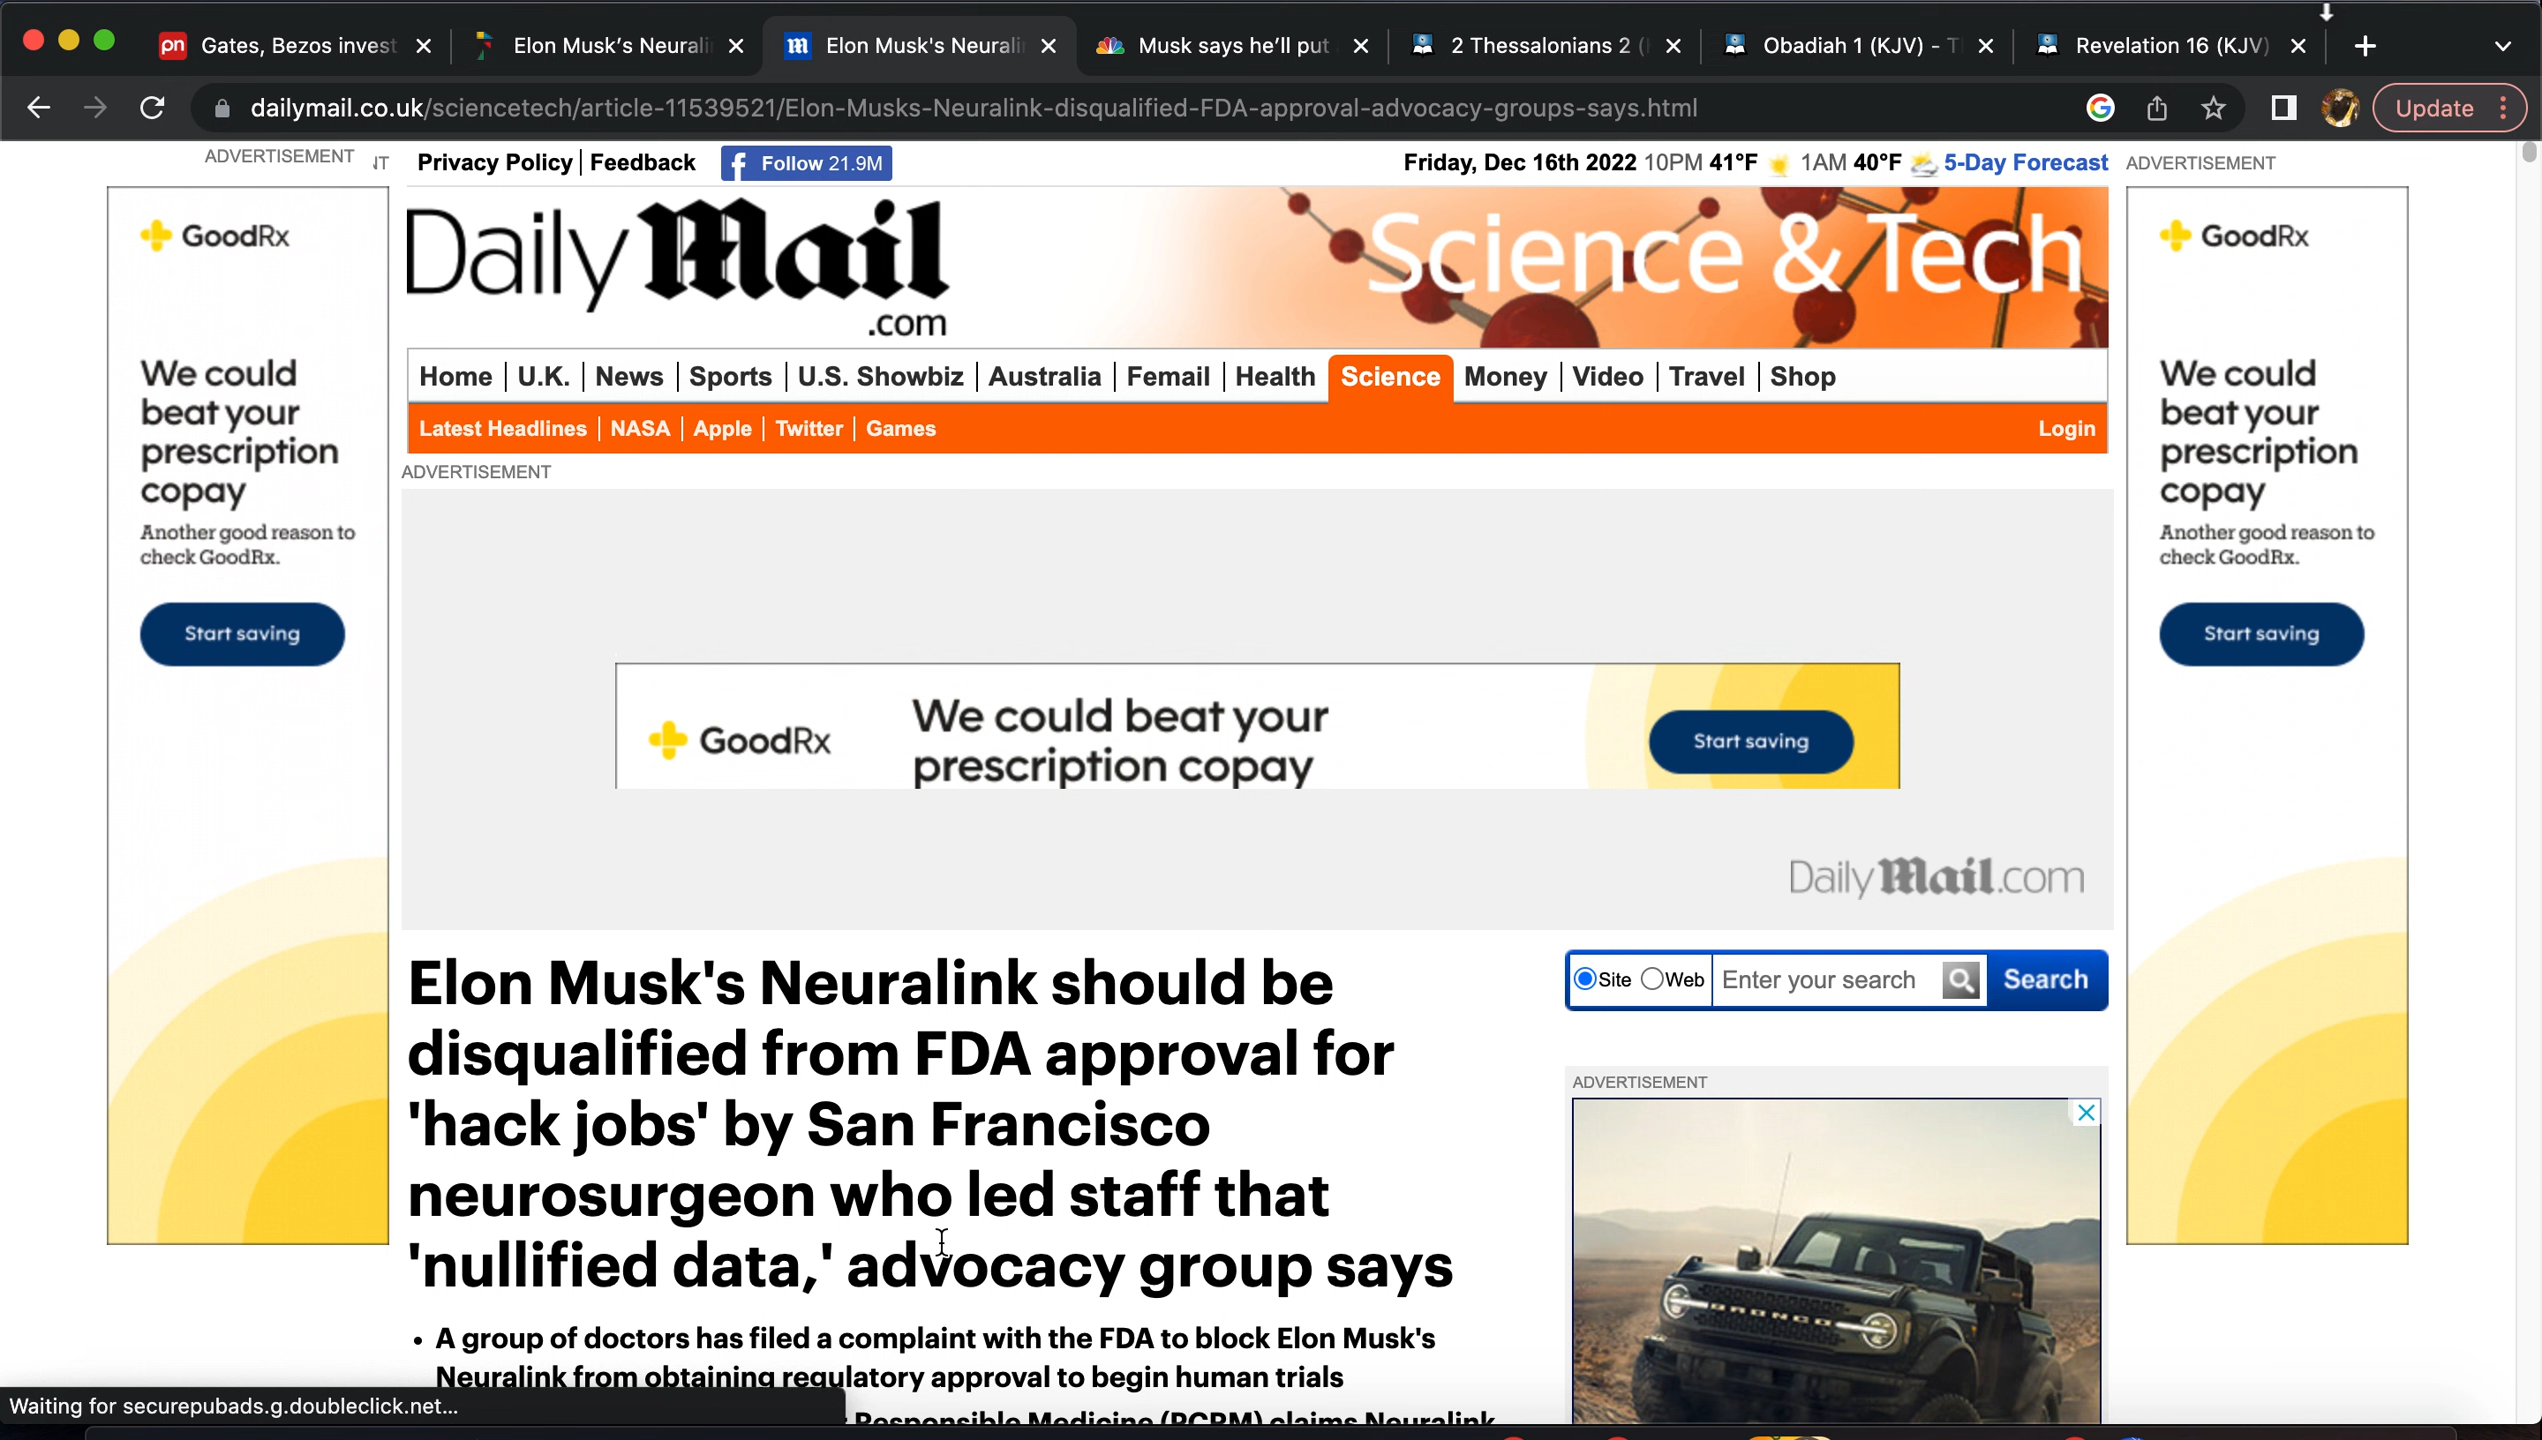 Gates, Bezos invest
Elon Musk's Neurali
Elon Musk's Neurali
Musk says he'll put
2 Thessalonians 2 (
Obadiah 1 (KJV) - T
Revelation 16 (KJV)
dailymail.co.uk/sciencetech/article-11539521/Elon-Musks-Neuralink-disqualified-FDA-approval-advocacy-groups-says.html
Update
ADVERTISEMENT
Privacy Policy | Feedback
Follow 21.9M
Friday, Dec 16th 2022 10PM 41°F 1AM 40°F 5-Day Forecast
ADVERTISEMENT
Daily Mail
.com
Science & Tech
Home | U.K. | News | Sports | U.S. Showbiz | Australia | Femail | Health | Science | Money | Video | Travel | Shop
Latest Headlines | NASA | Apple | Twitter | Games
Login
ADVERTISEMENT
GoodRx
We could
beat your
prescription
copay
Another good reason to
check GoodRx.
Start saving
GoodRx
We could beat your
prescription copay
Start saving
DailyMail.com
GoodRx
We could
beat your
prescription
copay
Another good reason to
check GoodRx.
Start saving
Elon Musk's Neuralink should be
disqualified from FDA approval for
'hack jobs' by San Francisco
neurosurgeon who led staff that
'nullified data,' advocacy group says
• A group of doctors has filed a complaint with the FDA to block Elon Musk's
Neuralink from obtaining regulatory approval to begin human trials
Responsible Medicine (PCRM) claims Neuralink
Site Web Enter your search Search
ADVERTISEMENT
BRONCO
Waiting for securepubads.g.doubleclick.net...